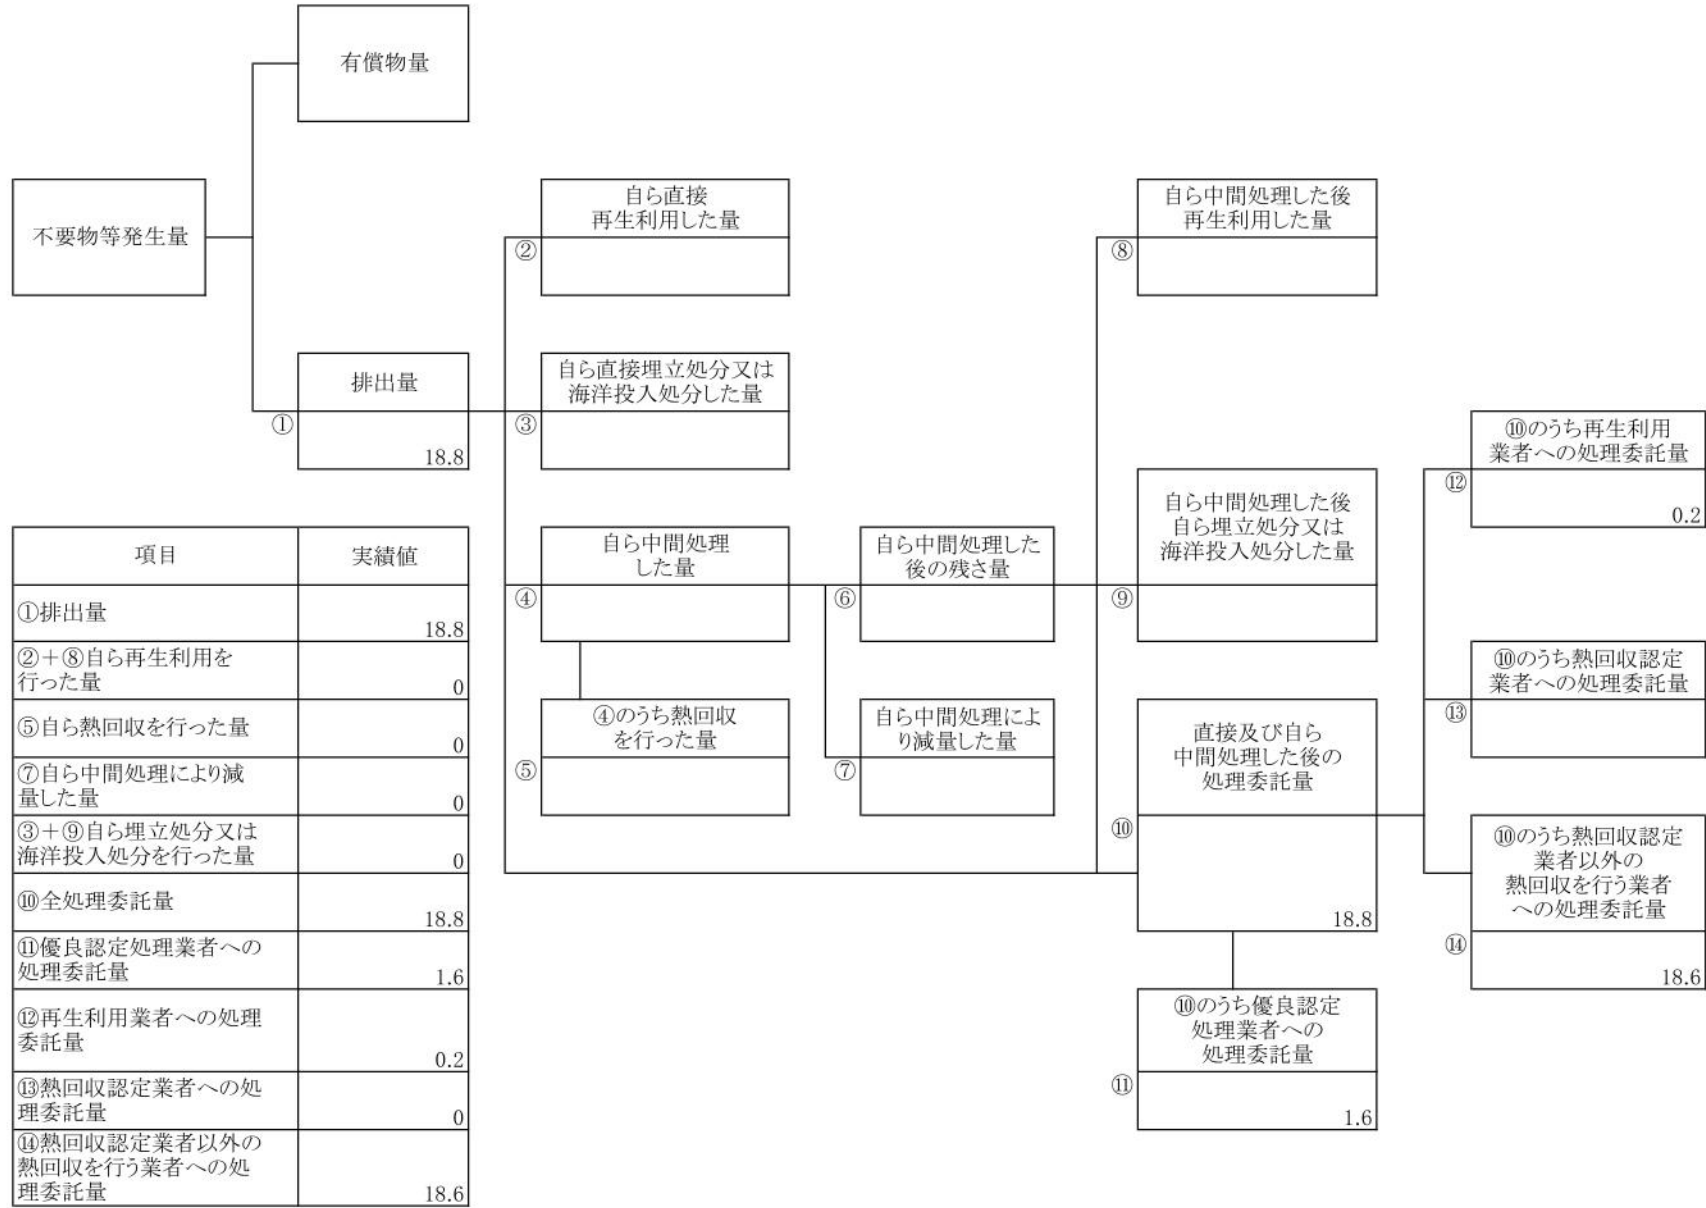 有償物量
不要物等発生量
自ら直接
再生利用した量
②
自ら中間処理した後
再生利用した量
⑧
排出量
①
18.8
自ら直接埋立処分又は
海洋投入処分した量
③
⑩のうち再生利用
業者への処理委託量
⑫
0.2
自ら中間処理
した量
④
自ら中間処理した
後の残さ量
⑥
自ら中間処理した後
自ら埋立処分又は
海洋投入処分した量
⑨
⑩のうち熱回収認定
業者への処理委託量
⑬
④のうち熱回収
を行った量
⑤
自ら中間処理によ
り減量した量
⑦
直接及び自ら
中間処理した後の
処理委託量
⑩
18.8
⑩のうち熱回収認定
業者以外の
熱回収を行う業者
への処理委託量
⑭
18.6
⑩のうち優良認定
処理業者への
処理委託量
⑪
1.6
項目 実績値
①排出量
18.8
②＋⑧自ら再生利用を
行った量
0
⑤自ら熱回収を行った量
0
⑦自ら中間処理により減
量した量
0
③＋⑨自ら埋立処分又は
海洋投入処分を行った量
0
⑩全処理委託量
18.8
⑪優良認定処理業者への
処理委託量
1.6
⑫再生利用業者への処理
委託量
0.2
⑬熱回収認定業者への処
理委託量
0
⑭熱回収認定業者以外の
熱回収を行う業者への処
理委託量
18.6